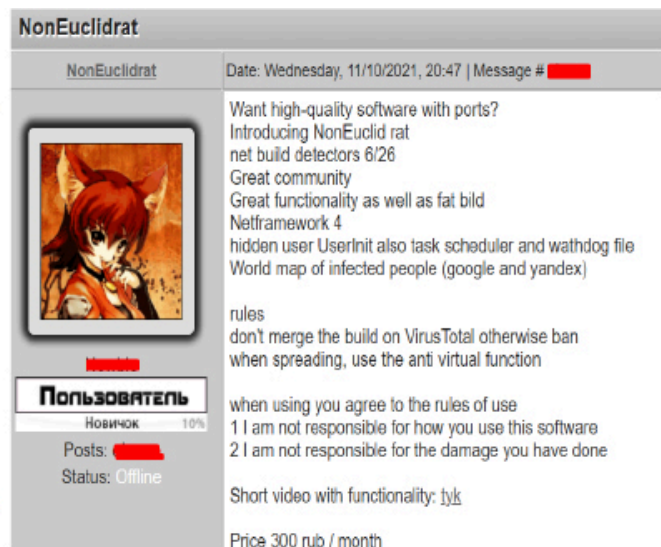 NonEuclidrat
NonEuclidrat
Date: Wednesday, 11/10/2021, 20:47 | Message #
Want high-quality software with ports?
Introducing NonEuclid rat
net build detectors 6/26
Great community
Great functionality as well as fat bild
Netframework 4
hidden user UserInit also task scheduler and wathdog file
World map of infected people (google and yandex)
rules
don't merge the build on VirusTotal otherwise ban
when spreading, use the anti virtual function
when using you agree to the rules of use
1 I am not responsible for how you use this software
2 I am not responsible for the damage you have done
Short video with functionality: tyk
Price 300 rub / month
Пользователь
Новичок 10%
Posts:
Status: Offline